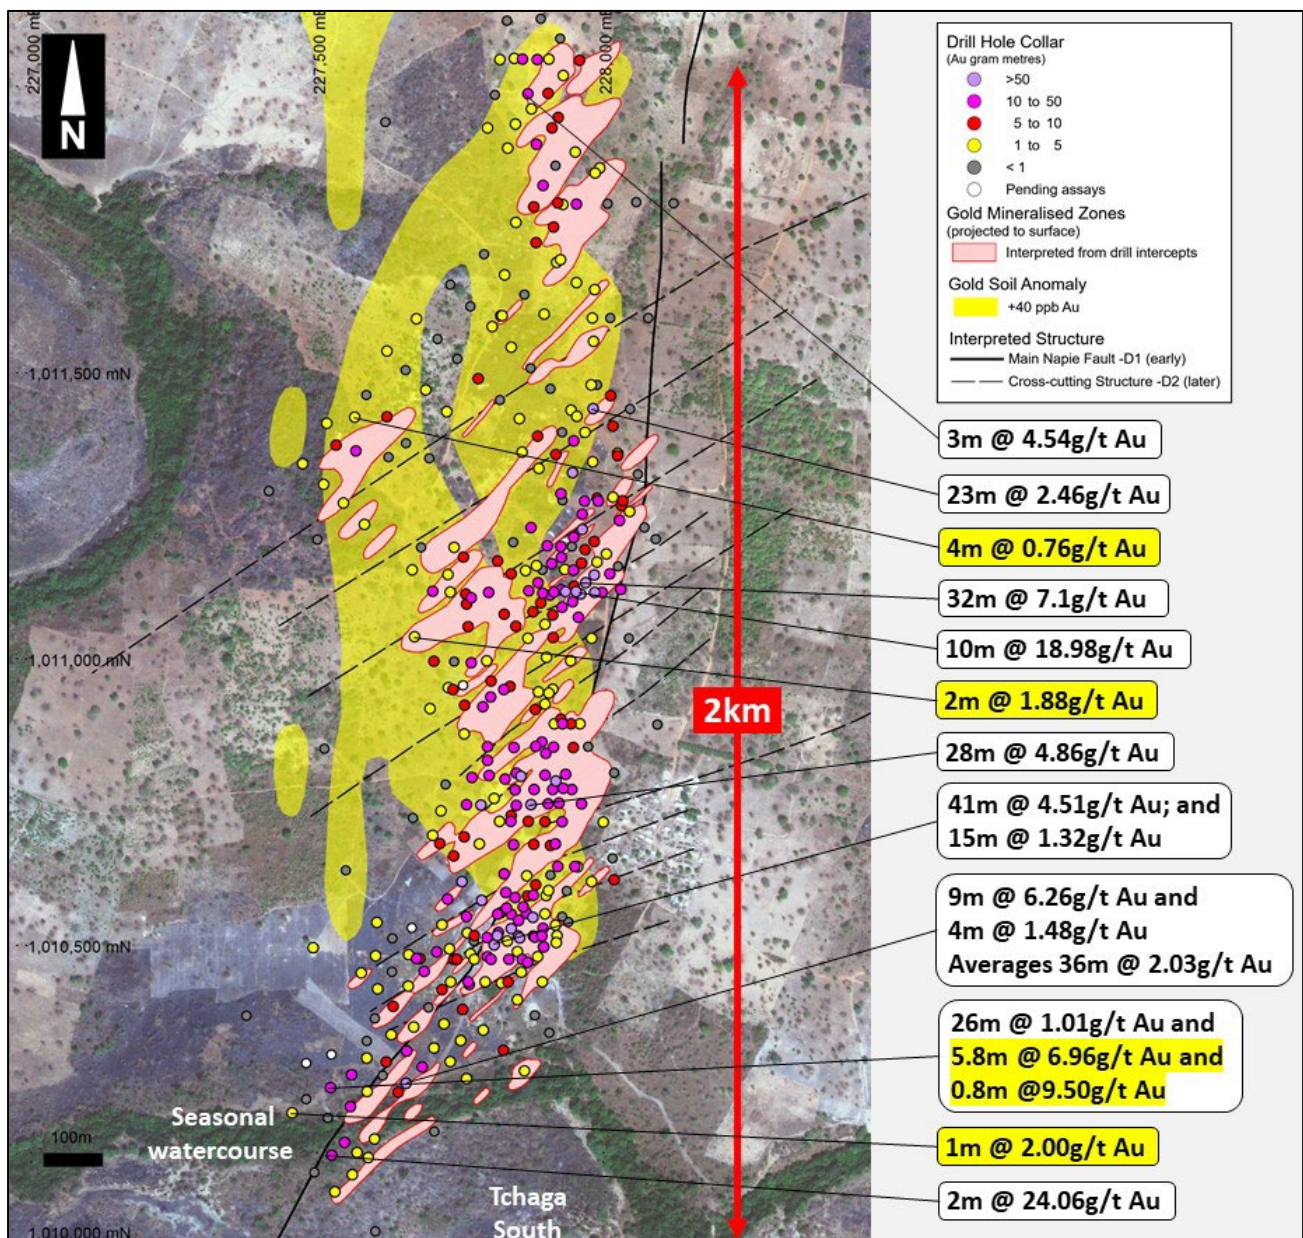 227,000 mE
227,500 mE
228,000 mE
N
Drill Hole Collar
(Au gram metres)
>50
10 to 50
5 to 10
1 to 5
< 1
Pending assays
Gold Mineralised Zones
(projected to surface)
Interpreted from drill intercepts
Gold Soil Anomaly
+40 ppb Au
Interpreted Structure
Main Napie Fault -D1 (early)
Cross-cutting Structure -D2 (later)
1,011,500 mN
3m @ 4.54g/t Au
23m @ 2.46g/t Au
4m @ 0.76g/t Au
32m @ 7.1g/t Au
10m @ 18.98g/t Au
1,011,000 mN
2m @ 1.88g/t Au
2km
28m @ 4.86g/t Au
41m @ 4.51g/t Au; and
15m @ 1.32g/t Au
9m @ 6.26g/t Au and
4m @ 1.48g/t Au
Averages 36m @ 2.03g/t Au
1,010,500 mN
26m @ 1.01g/t Au and
5.8m @ 6.96g/t Au and
0.8m @9.50g/t Au
Seasonal
watercourse
100m
1m @ 2.00g/t Au
2m @ 24.06g/t Au
Tchaga
South
1,010,000 mN